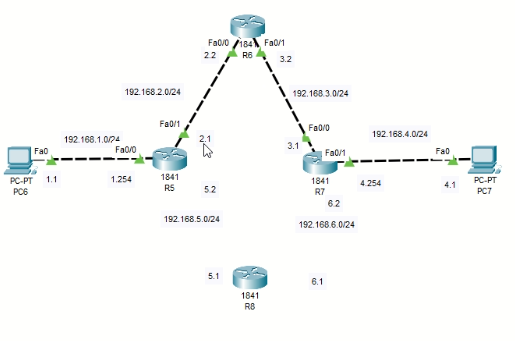 Fa0/0
Fa0/1
1841
R6
2.2
3.2
192.168.2.0/24
192.168.3.0/24
Fa0/1
2.1
Fa0/0
3.1
192.168.1.0/24
192.168.4.0/24
Fa0
Fa0/0
Fa0/1
Fa0
PC-PT
PC6
1.1
1.254
1841
R5
1841
R7
4.254
4.1
PC-PT
PC7
5.2
6.2
192.168.5.0/24
192.168.6.0/24
5.1
6.1
1841
R8